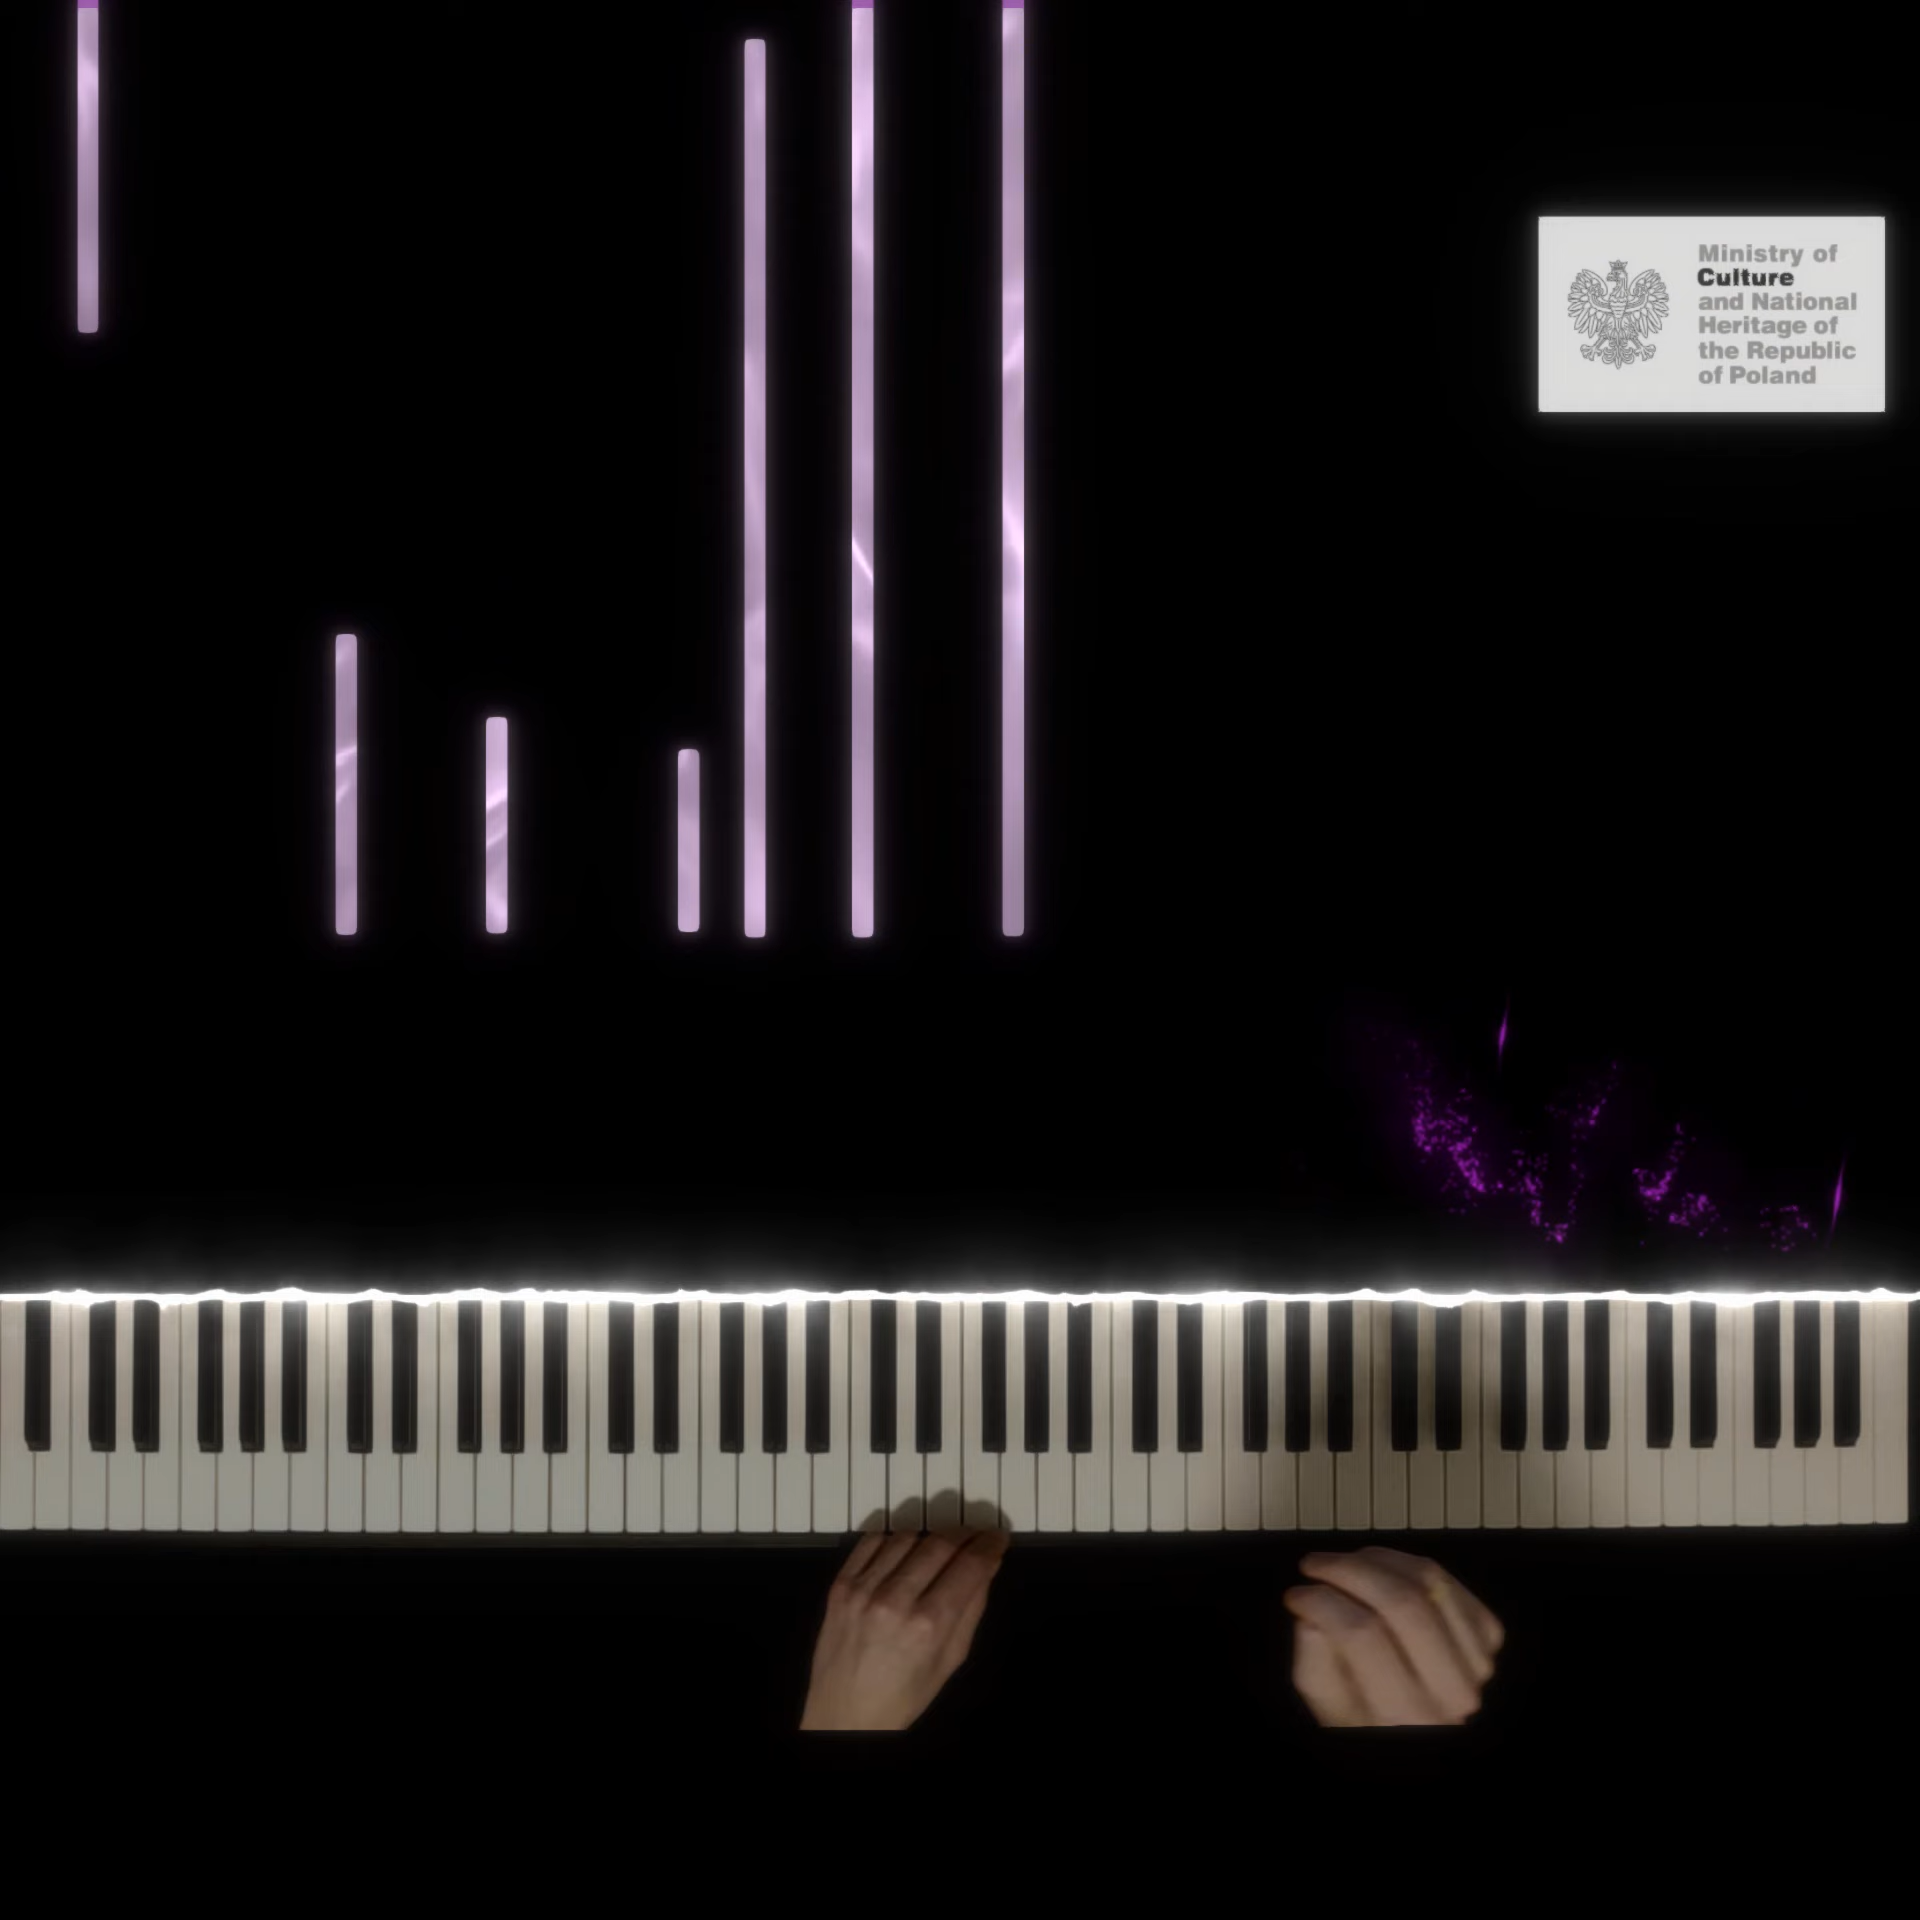 Ministry of
Culture
and National
Heritage of
the Republic
of Poland